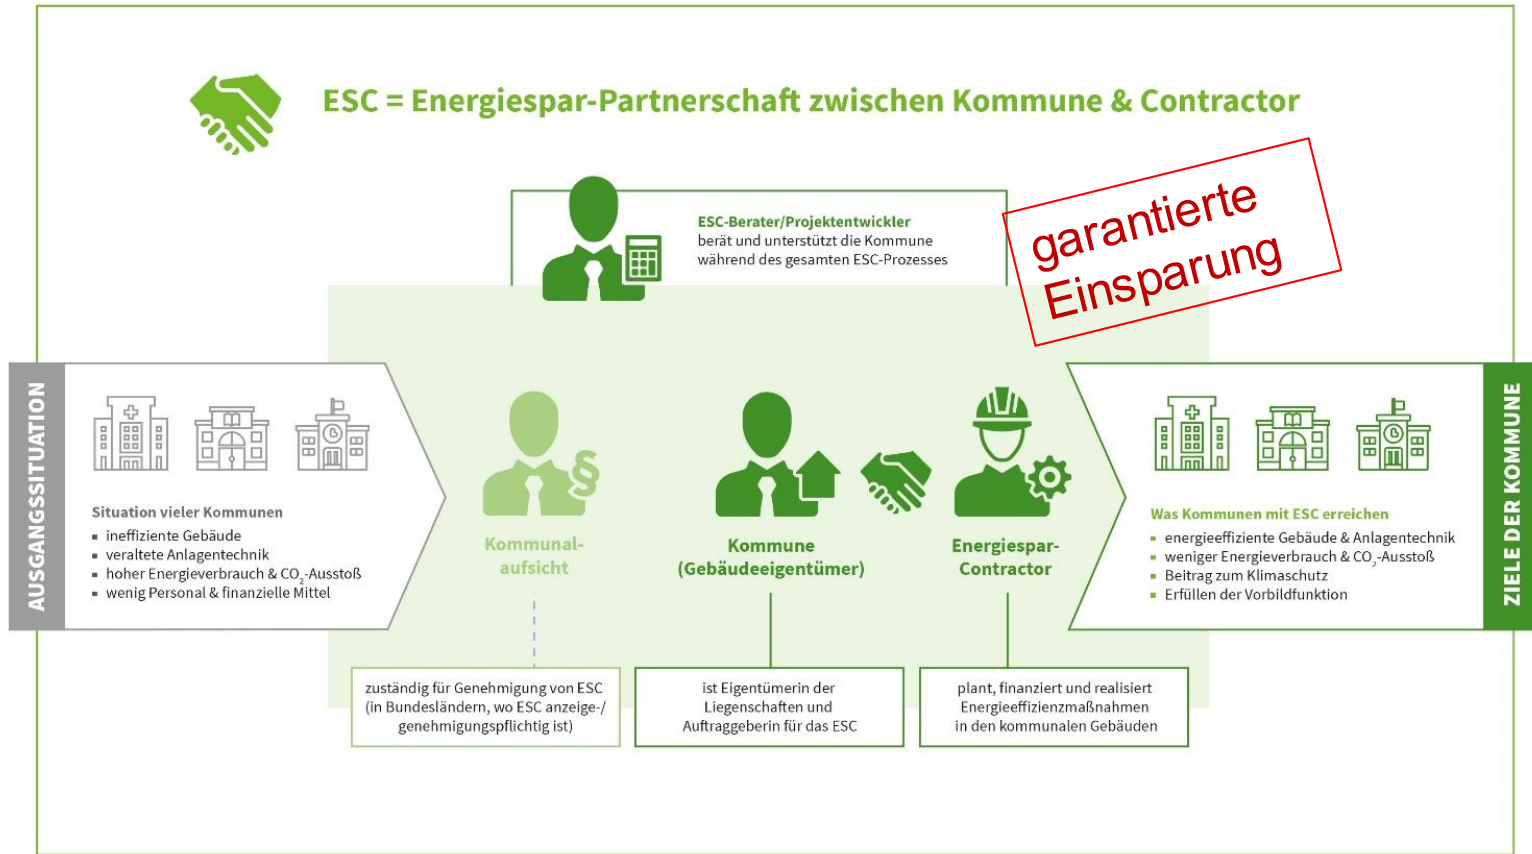 ESC = Energiespar-Partnerschaft zwischen Kommune & Contractor
ESC-Berater/Projektentwickler
berät und unterstützt die Kommune
während des gesamten ESC-Prozesses
garantierte
Einsparung
AUSGANGSSITUATION
Situation vieler Kommunen
▪ ineffiziente Gebäude
▪ veraltete Anlagentechnik
▪ hoher Energieverbrauch & CO₂-Ausstoß
▪ wenig Personal & finanzielle Mittel
§
Kommunal-
aufsicht
Kommune
(Gebäudeeigentümer)
Energiespar-
Contractor
zuständig für Genehmigung von ESC
(in Bundesländern, wo ESC anzeige-/
genehmigungspflichtig ist)
ist Eigentümerin der
Liegenschaften und
Auftraggeberin für das ESC
plant, finanziert und realisiert
Energieeffizienzmaßnahmen
in den kommunalen Gebäuden
Was Kommunen mit ESC erreichen
▪ energieeffiziente Gebäude & Anlagentechnik
▪ weniger Energieverbrauch & CO₂-Ausstoß
▪ Beitrag zum Klimaschutz
▪ Erfüllen der Vorbildfunktion
ZIELE DER KOMMUNE